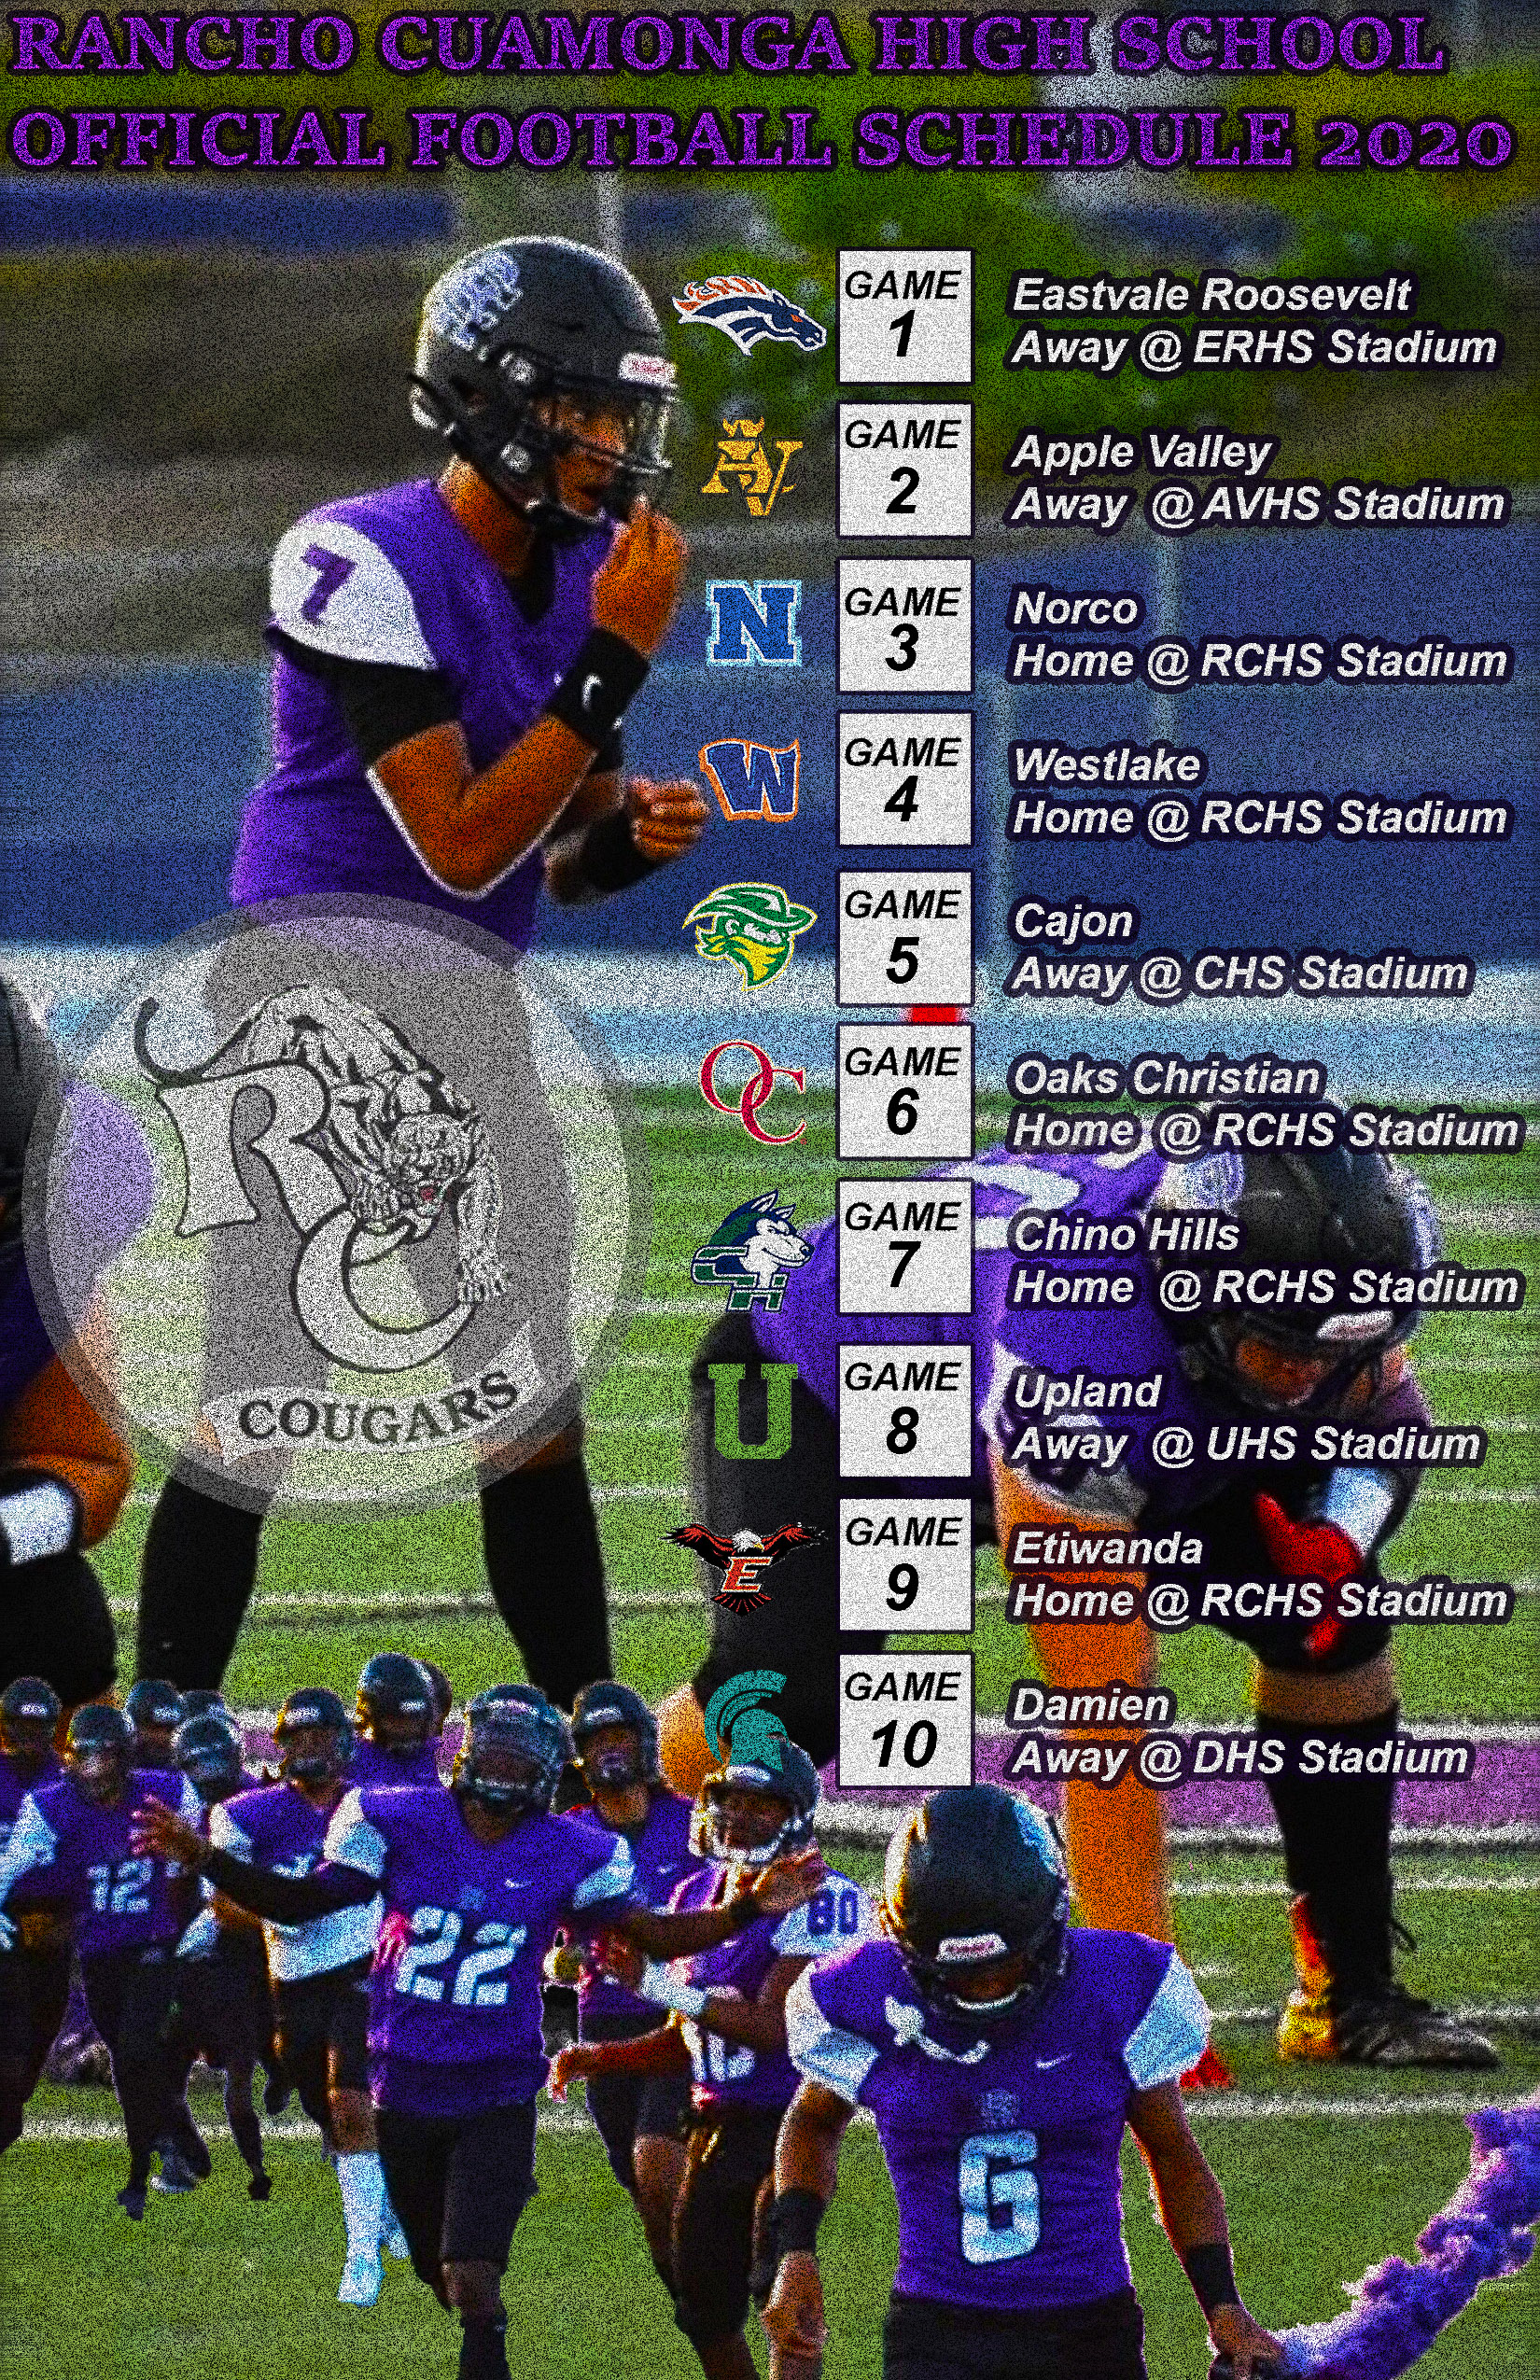 RANCHO CUAMONGA HIGH SCHOOL
OFFICIAL FOOTBALL SCHEDULE 2020
GAME
1
Eastvale Roosevelt
Away @ ERHS Stadium
AV
GAME
2
Apple Valley
Away @ AVHS Stadium
N
GAME
3
Norco
Home @ RCHS Stadium
W
GAME
4
Westlake
Home @ RCHS Stadium
GAME
5
Cajon
Away @ CHS Stadium
OC
GAME
6
Oaks Christian
Home @ RCHS Stadium
CH
GAME
7
Chino Hills
Home @ RCHS Stadium
U
GAME
8
Upland
Away @ UHS Stadium
E
GAME
9
Etiwanda
Home @ RCHS Stadium
GAME
10
Damien
Away @ DHS Stadium
7
RC
COUGARS
12
22
80
6